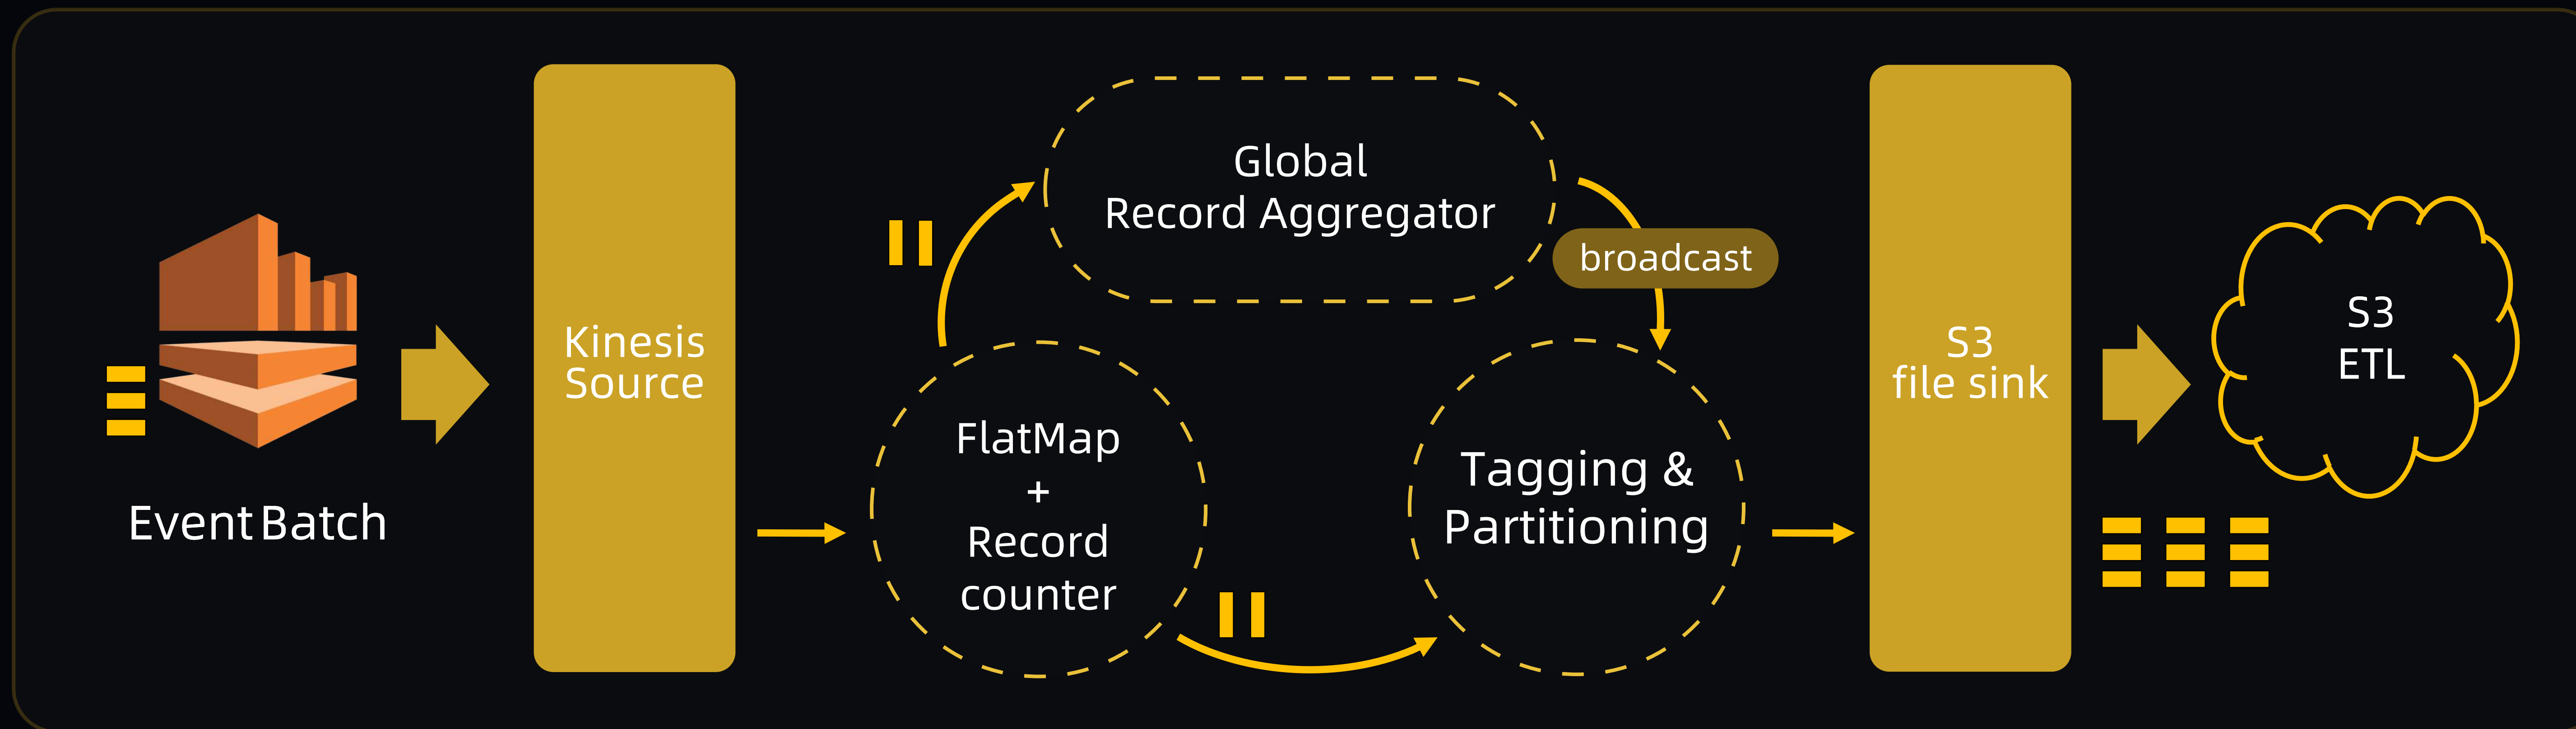 Event Batch
Kinesis
Source
FlatMap
+
Record
counter
Global
Record Aggregator
broadcast
Tagging &
Partitioning
S3
file sink
S3
ETL